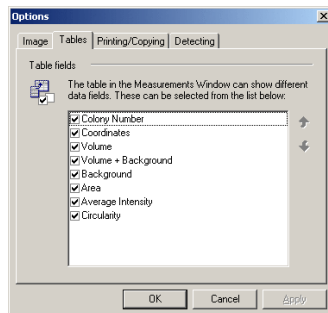 Options
Image Tables Printing/Copying Detecting
Table fields
The table in the Measurements Window can show different
data fields. These can be selected from the list below:
Colony Number
Coordinates
Volume
Volume + Background
Background
Area
Average Intensity
Circularity
OK Cancel Apply